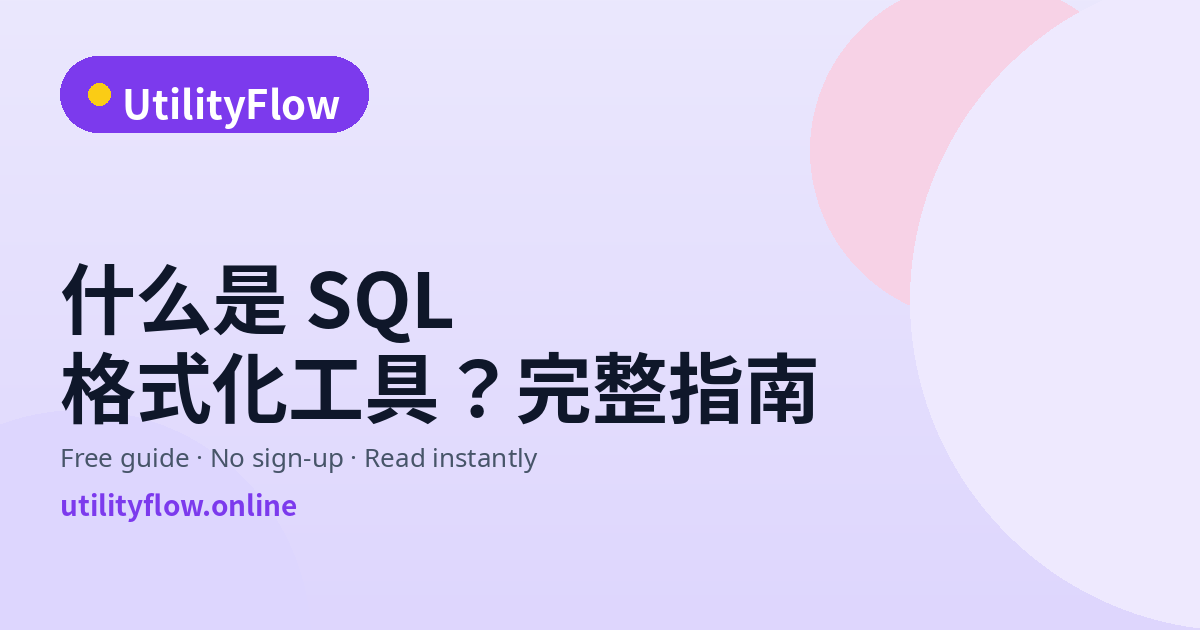 UtilityFlow
什么是 SQL
格式化工具？完整指南
Free guide · No sign-up · Read instantly
utilityflow.online